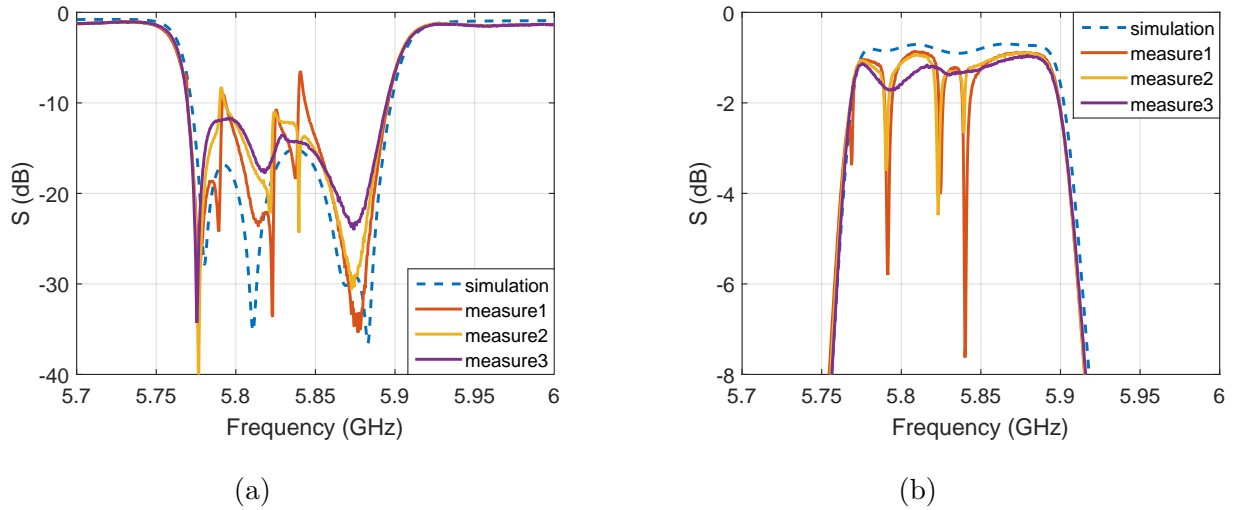 0
-10
-20
-30
-40
S (dB)
5.7 5.75 5.8 5.85 5.9 5.95 6
Frequency (GHz)
simulation
measure1
measure2
measure3
(a)
0
-2
-4
-6
-8
S (dB)
5.7 5.75 5.8 5.85 5.9 5.95 6
Frequency (GHz)
simulation
measure1
measure2
measure3
(b)